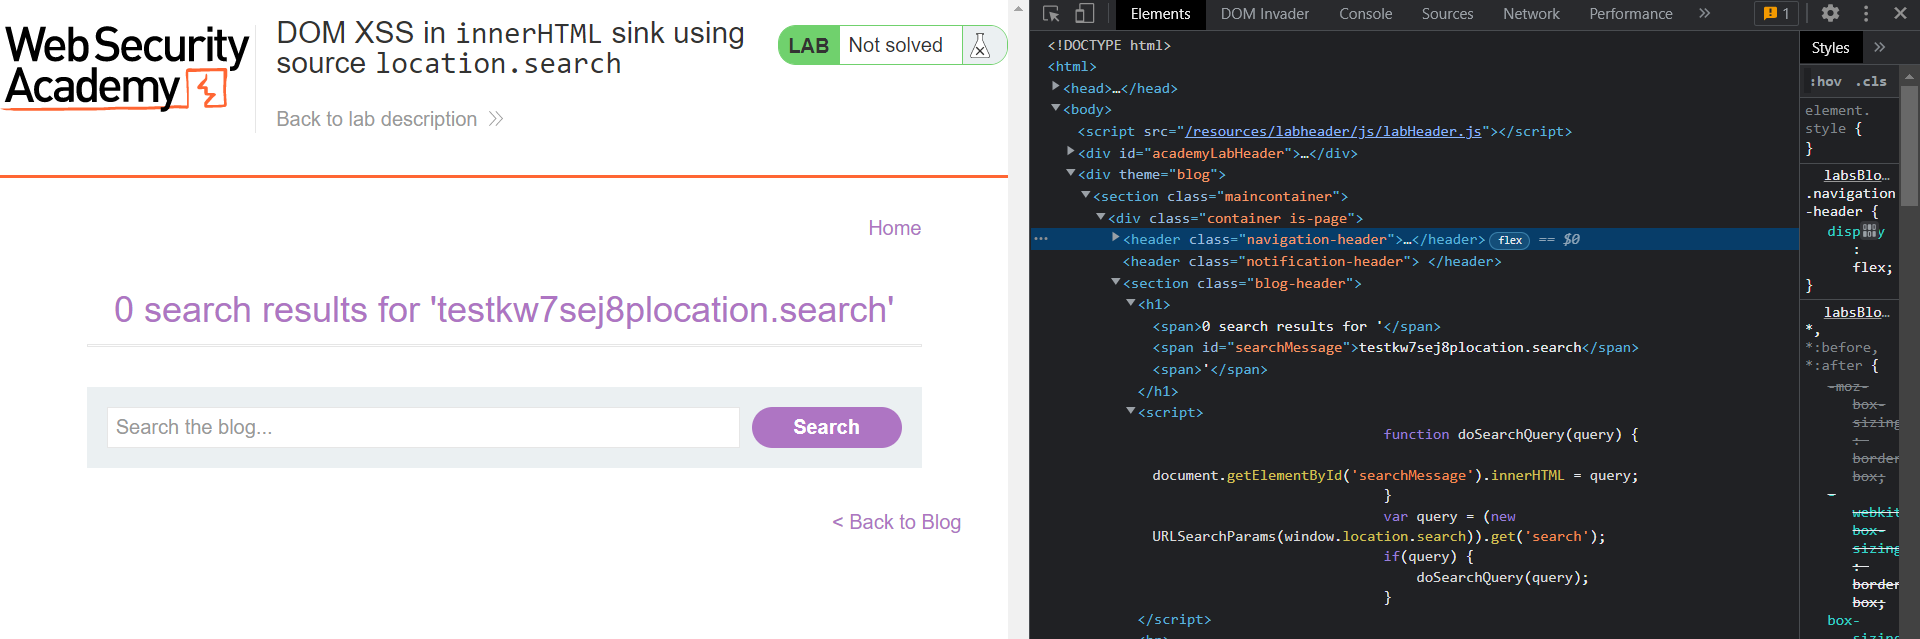 Web Security
Academy
DOM XSS in innerHTML sink using
source location.search
Back to lab description
LAB Not solved
Home
0 search results for 'testkw7sej8plocation.search'
Search the blog...
Search
< Back to Blog
Elements DOM Invader Console Sources Network Performance » 1
<!DOCTYPE html>
<html>
<head>…</head>
<body>
<script src="/resources/labheader/js/labHeader.js"></script>
<div id="academyLabHeader">…</div>
<div theme="blog">
<section class="maincontainer">
<div class="container is-page">
<header class="navigation-header">…</header> flex == $0
<header class="notification-header"> </header>
<section class="blog-header">
<h1>
<span>0 search results for '</span>
<span id="searchMessage">testkw7sej8plocation.search</span>
<span>'</span>
</h1>
<script>
function doSearchQuery(query) {
document.getElementById('searchMessage').innerHTML = query;
}
var query = (new
URLSearchParams(window.location.search)).get('search');
if(query) {
doSearchQuery(query);
}
</script>
Styles »
:hov .cls
element.
style {
}
labsBlo…
.navigation
-header {
display
:
flex;
}
labsBlo…
*,
*:before,
*:after {
-moz-
box-
sizing
:
border
box;
-
webkit
box-
sizing
:
border
box;
box-